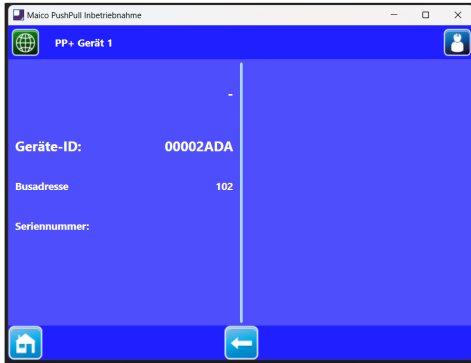 Maico PushPull Inbetriebnahme
PP+ Gerät 1
-
Geräte-ID: 00002ADA
Busadresse 102
Seriennummer: